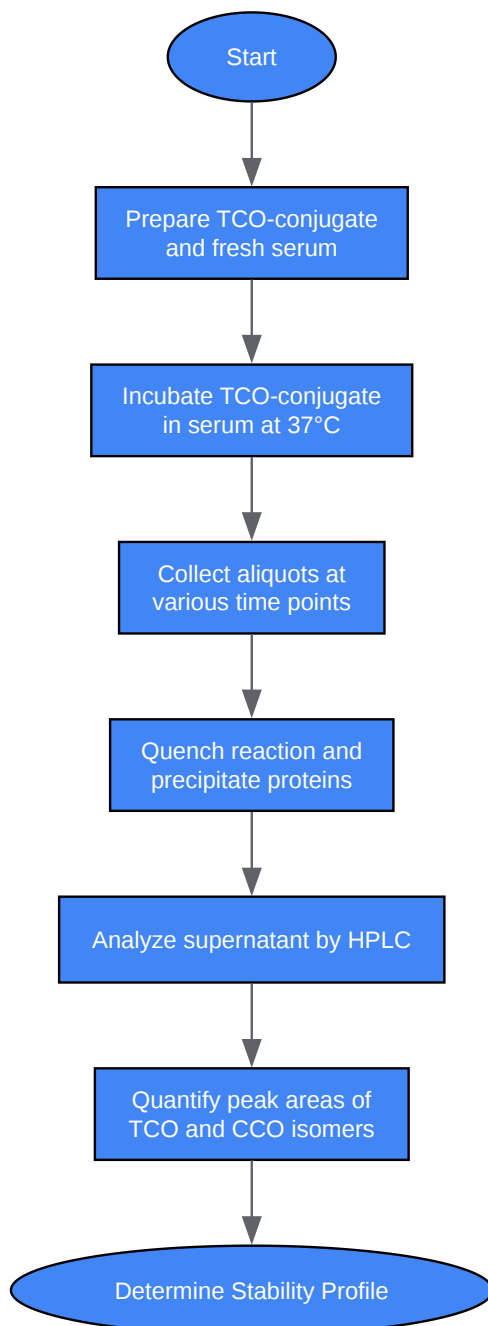 Start
Prepare TCO-conjugate
and fresh serum
Incubate TCO-conjugate
in serum at 37°C
Collect aliquots at
various time points
Quench reaction and
precipitate proteins
Analyze supernatant by HPLC
Quantify peak areas of
TCO and CCO isomers
Determine Stability Profile